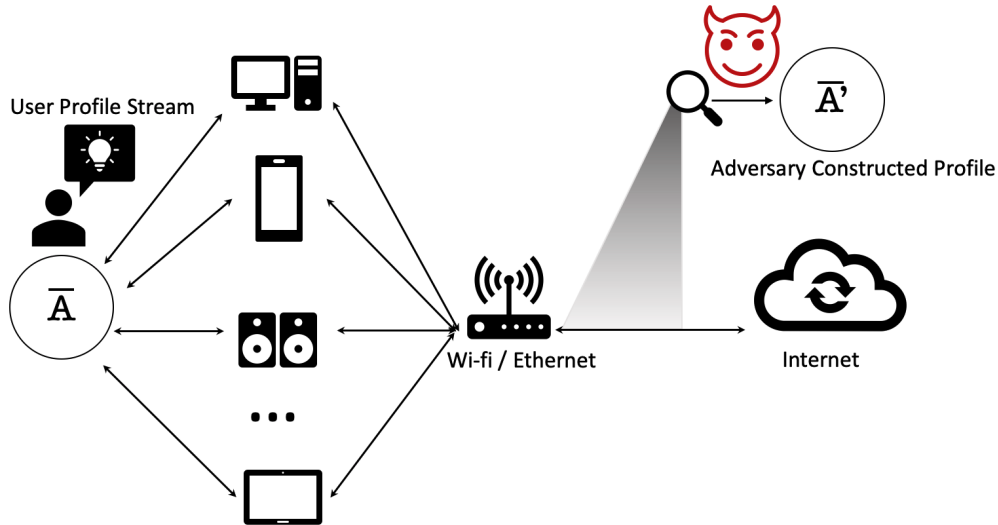 User Profile Stream
A̅
Wi-fi / Ethernet
A̅’
Adversary Constructed Profile
Internet